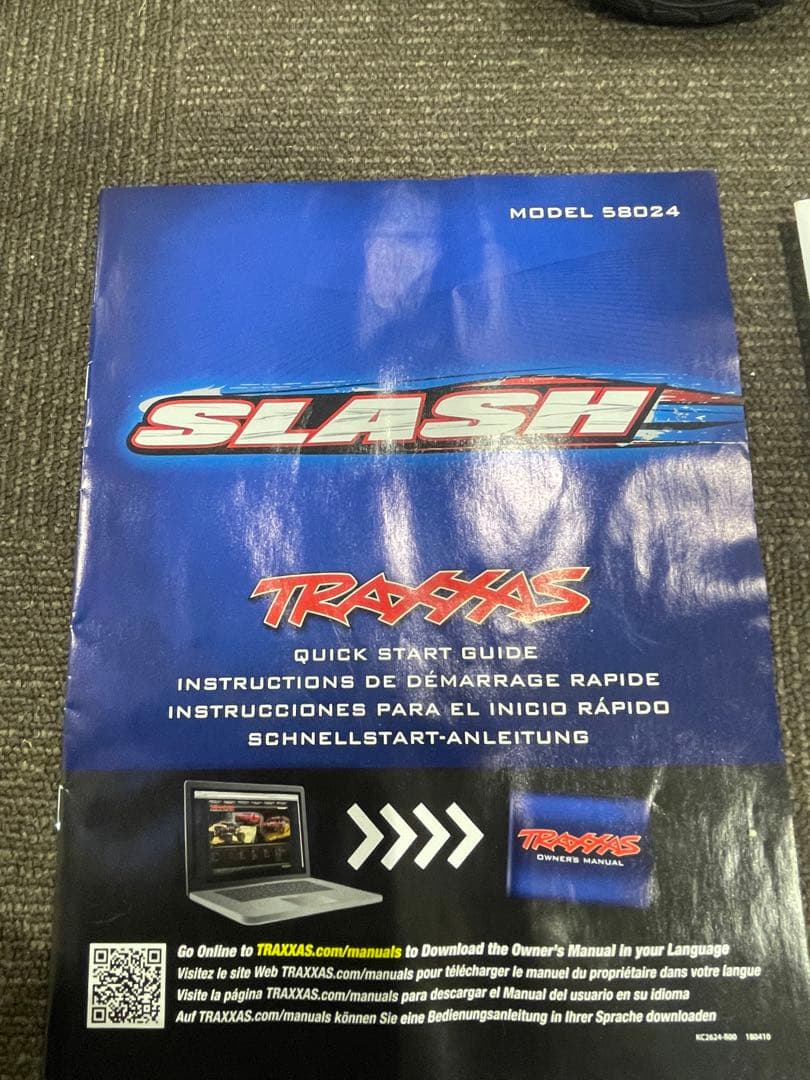 MODEL 58024
SLASH
TRAXXAS
QUICK START GUIDE
INSTRUCTIONS DE DÉMARRAGE RAPIDE
INSTRUCCIONES PARA EL INICIO RÁPIDO
SCHNELLSTART-ANLEITUNG
TRAXXAS
TRAXXAS
OWNER'S MANUAL
Go Online to TRAXXAS.com/manuals to Download the Owner's Manual in your Language
Visitez le site Web TRAXXAS.com/manuals pour télécharger le manuel du propriétaire dans votre langue
Visite la página TRAXXAS.com/manuals para descargar el Manual del usuario en su idioma
Auf TRAXXAS.com/manuals können Sie eine Bedienungsanleitung in Ihrer Sprache downloaden
KC2624-R00 180410